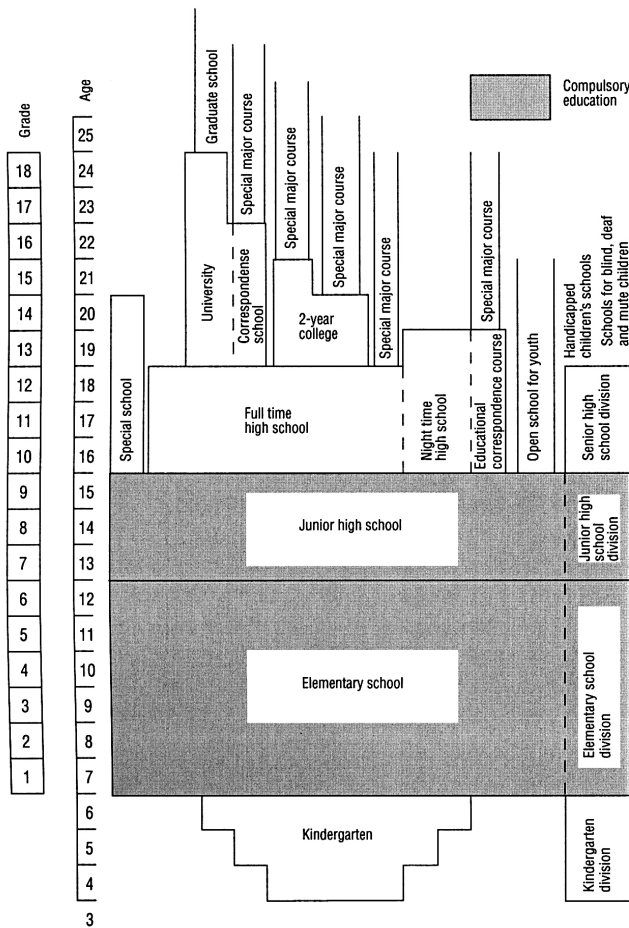 Grade
18
17
16
15
14
13
12
11
10
9
8
7
6
5
4
3
2
1
Age
25
24
23
22
21
20
19
18
17
16
15
14
13
12
11
10
9
8
7
6
5
4
3
Compulsory
education
Graduate school
Special major course
Special major course
Special major course
Special major course
Special major course
University
Correspondense
school
2-year
college
Special school
Full time
high school
Night time
high school
Educational
correspondence course
Open school for youth
Handicapped
children's schools
Schools for blind, deaf
and mute children
Senior high
school division
Junior high school
Junior high
school
division
Elementary school
Elementary school
division
Kindergarten
Kindergarten
division